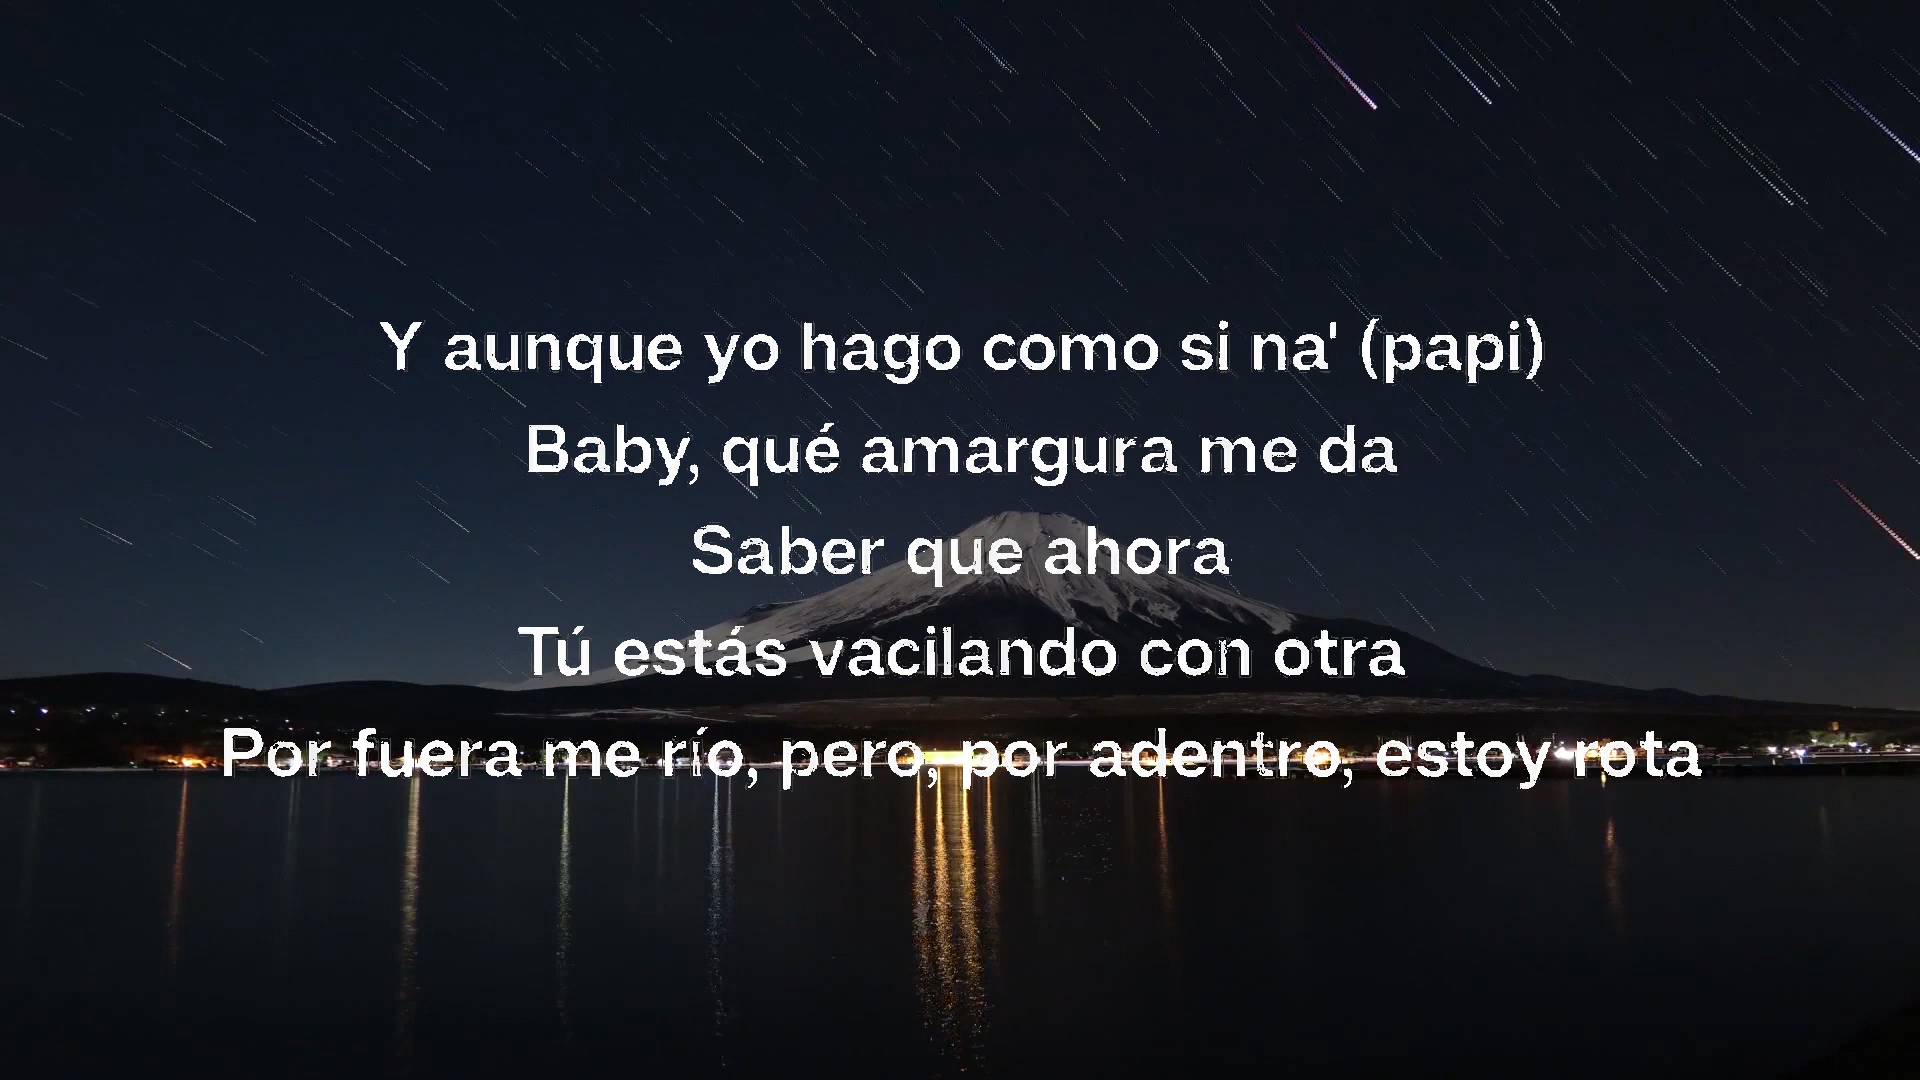 Y aunque yo hago como si na' (papi)
Baby, qué amargura me da
Saber que ahora
Tú estás vacilando con otra
Por fuera me río, pero, por adentro, estoy rota